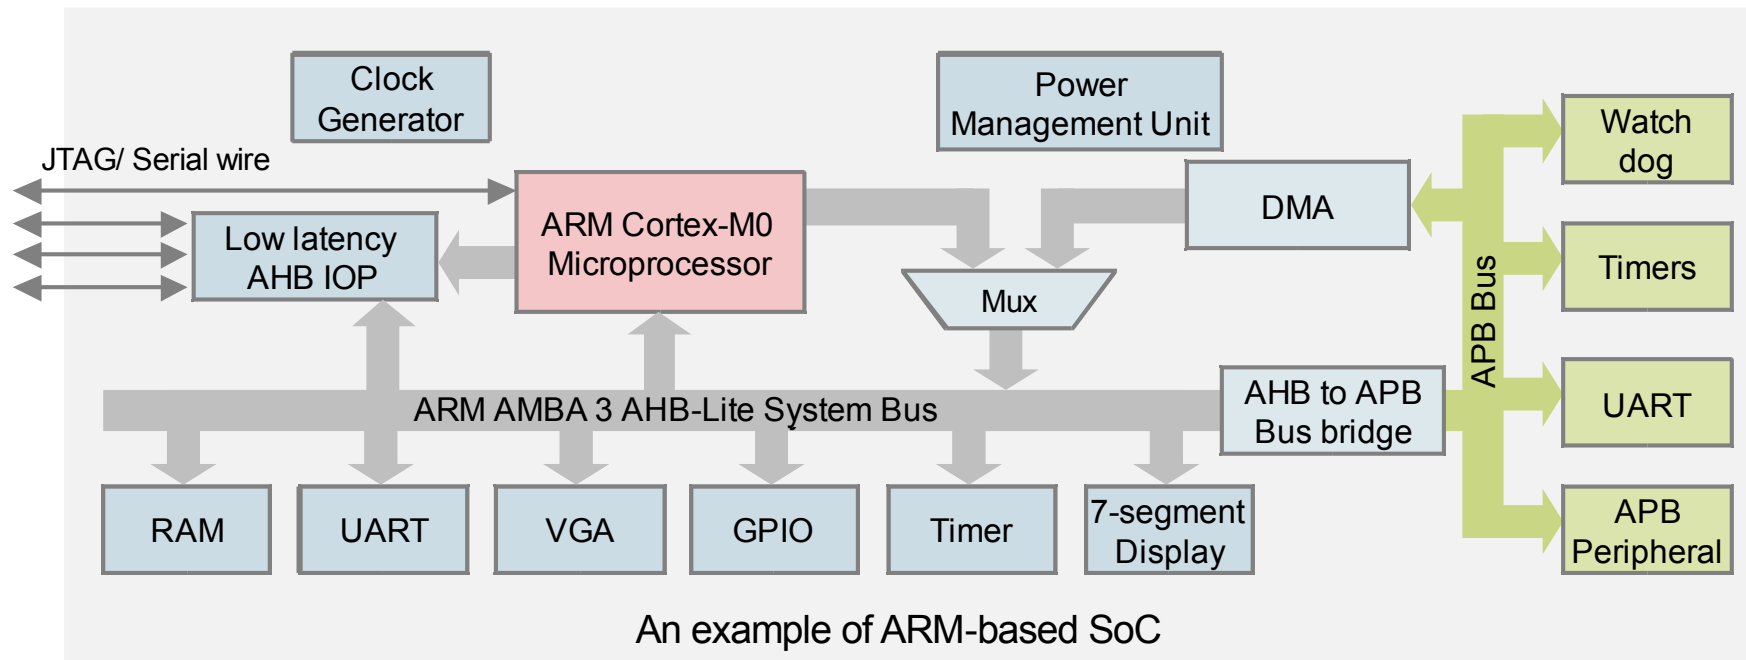 Clock
Generator
Power
Management Unit
JTAG/ Serial wire
Low latency
AHB IOP
ARM Cortex-M0
Microprocessor
DMA
Mux
APB Bus
Watch
dog
Timers
UART
APB
Peripheral
ARM AMBA 3 AHB-Lite System Bus
AHB to APB
Bus bridge
RAM
UART
VGA
GPIO
Timer
7-segment
Display
An example of ARM-based SoC